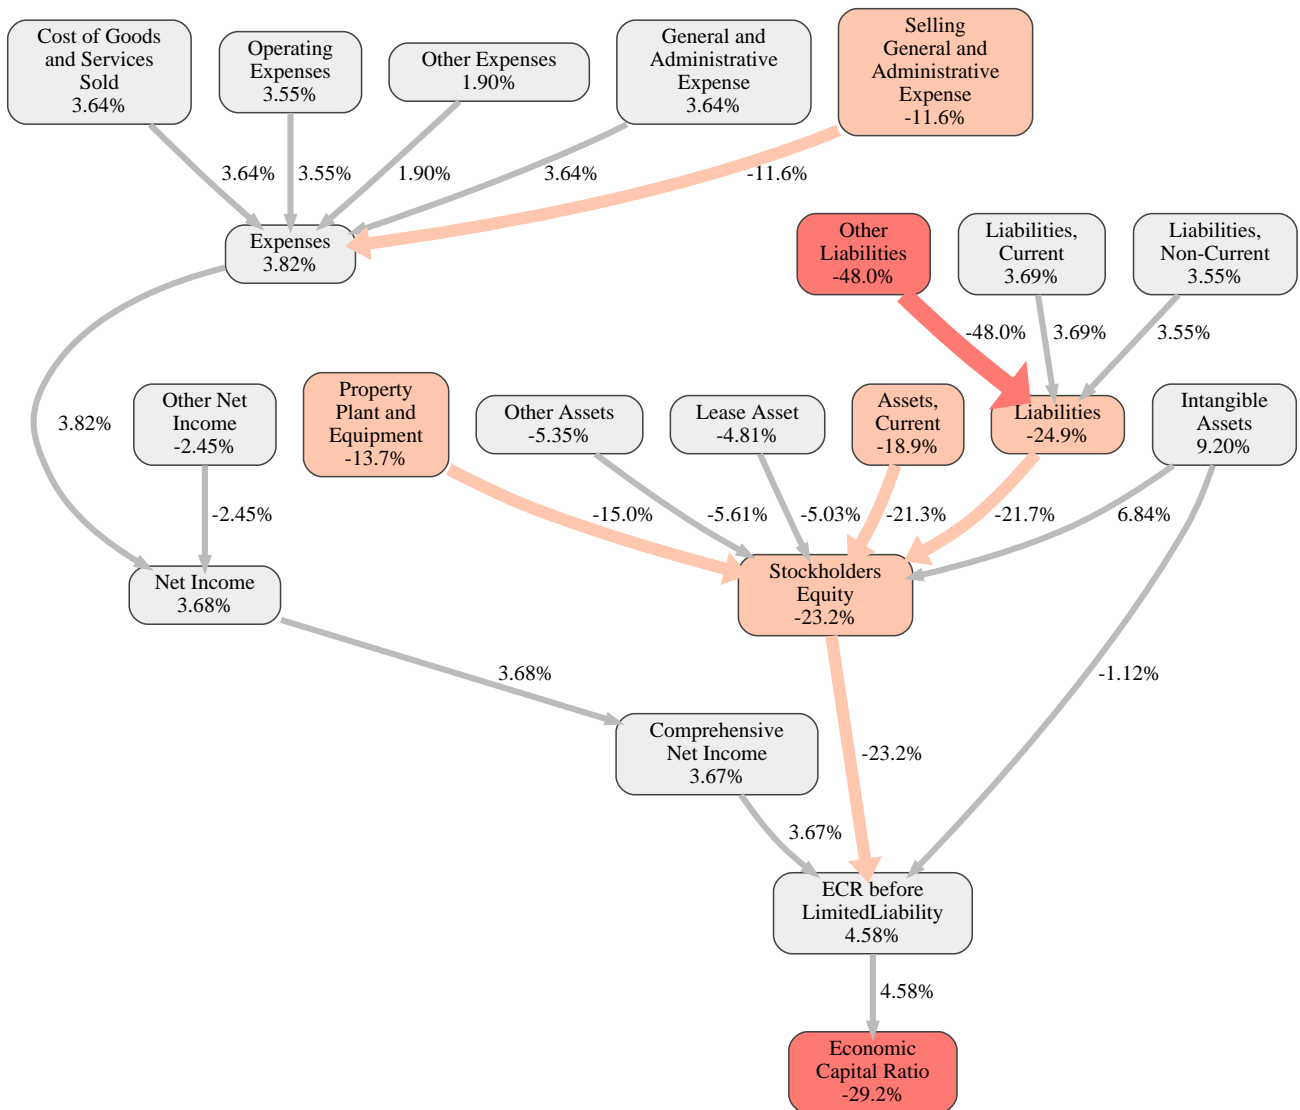 Cost of Goods
and Services
Sold
3.64%
Operating
Expenses
3.55%
Other Expenses
1.90%
General and
Administrative
Expense
3.64%
Selling
General and
Administrative
Expense
-11.6%
3.64%
3.55%
1.90%
3.64%
-11.6%
Expenses
3.82%
Other
Liabilities
-48.0%
Liabilities,
Current
3.69%
Liabilities,
Non-Current
3.55%
-48.0%
3.69%
3.55%
3.82%
Other Net
Income
-2.45%
Property
Plant and
Equipment
-13.7%
Other Assets
-5.35%
Lease Asset
-4.81%
Assets,
Current
-18.9%
Liabilities
-24.9%
Intangible
Assets
9.20%
-2.45%
-15.0%
-5.61%
-5.03%
-21.3%
-21.7%
6.84%
Net Income
3.68%
Stockholders
Equity
-23.2%
3.68%
-1.12%
Comprehensive
Net Income
3.67%
-23.2%
3.67%
ECR before
LimitedLiability
4.58%
4.58%
Economic
Capital Ratio
-29.2%